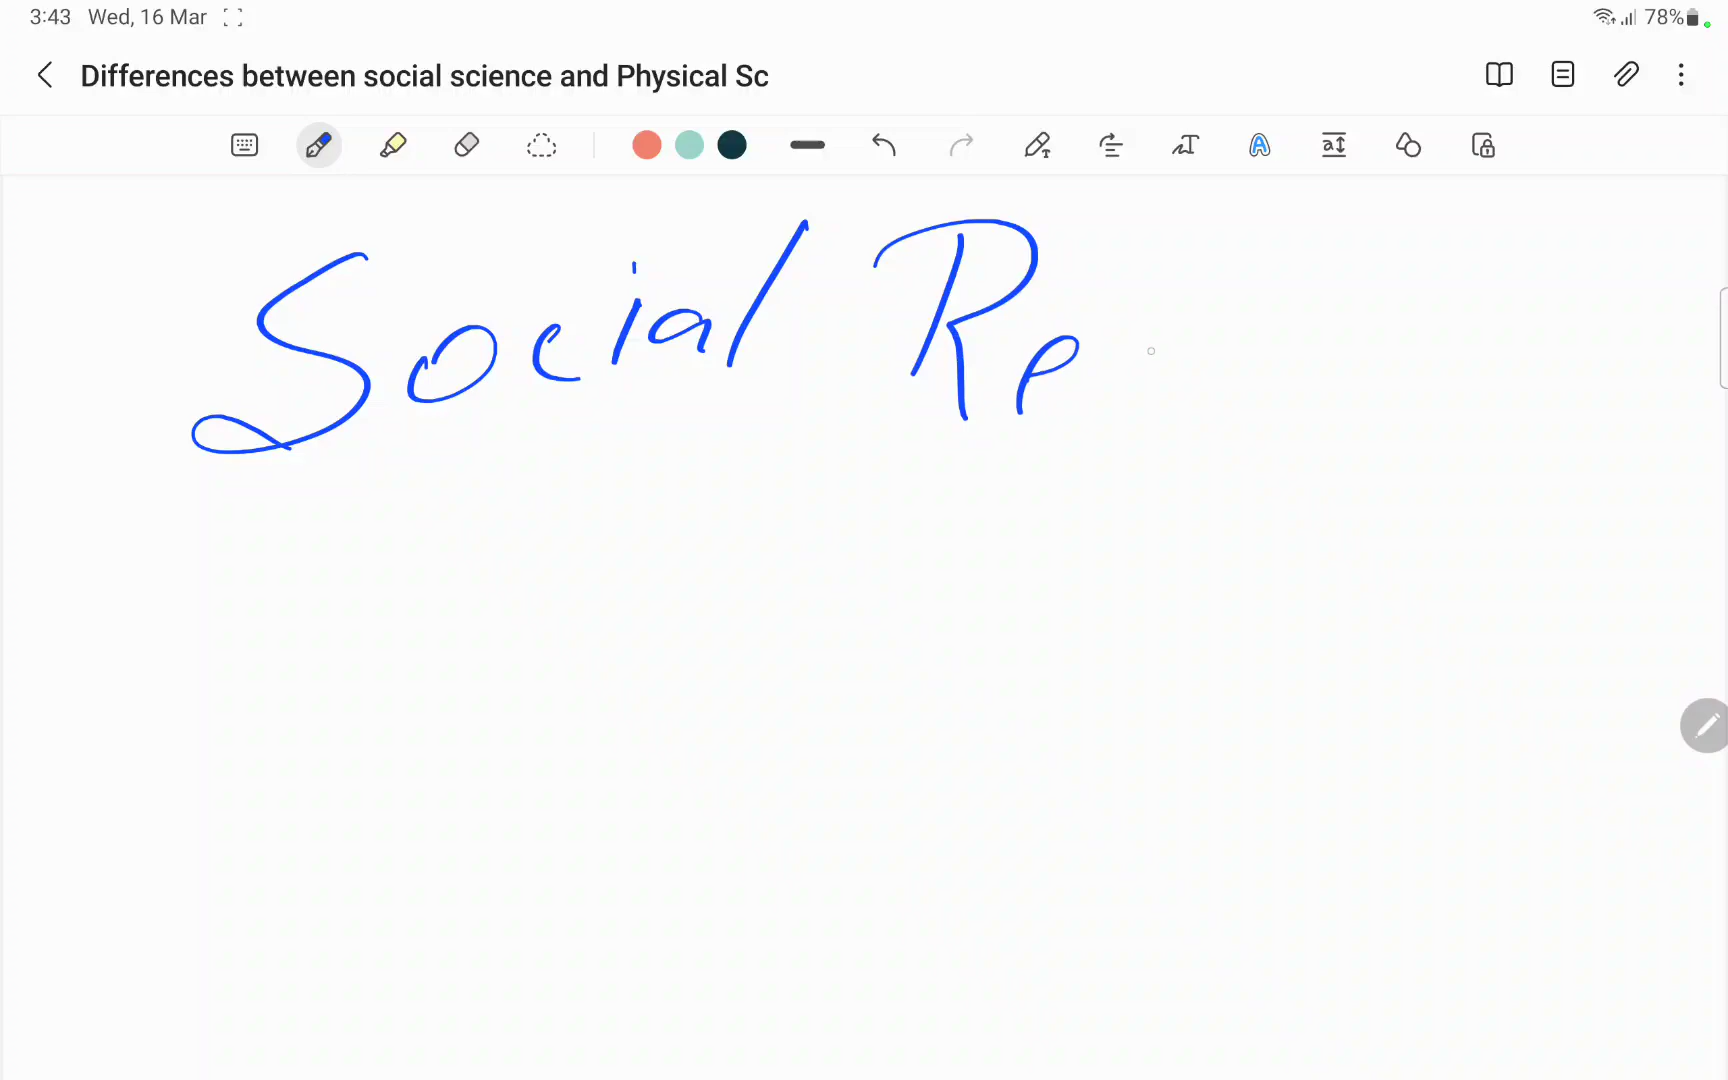 3:43 Wed, 16 Mar 78%
Differences between social science and Physical Sc
Social Re